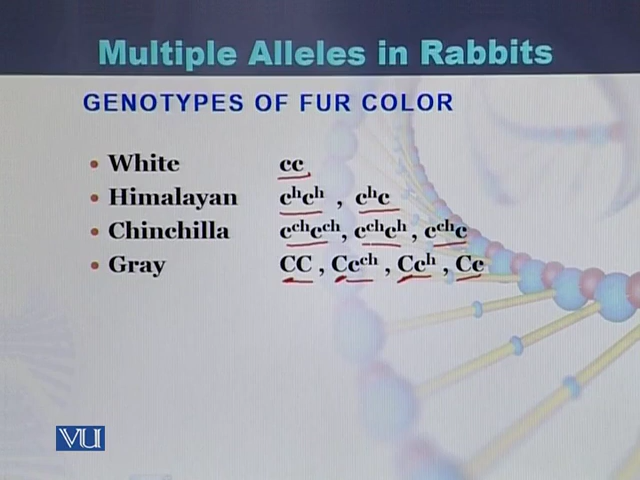 Multiple Alleles in Rabbits
GENOTYPES OF FUR COLOR
• White cc
• Himalayan cʰcʰ , cʰc
• Chinchilla cᶜʰcᶜʰ, cᶜʰcʰ , cᶜʰc
• Gray CC , Ccᶜʰ , Ccʰ , Cc
VU